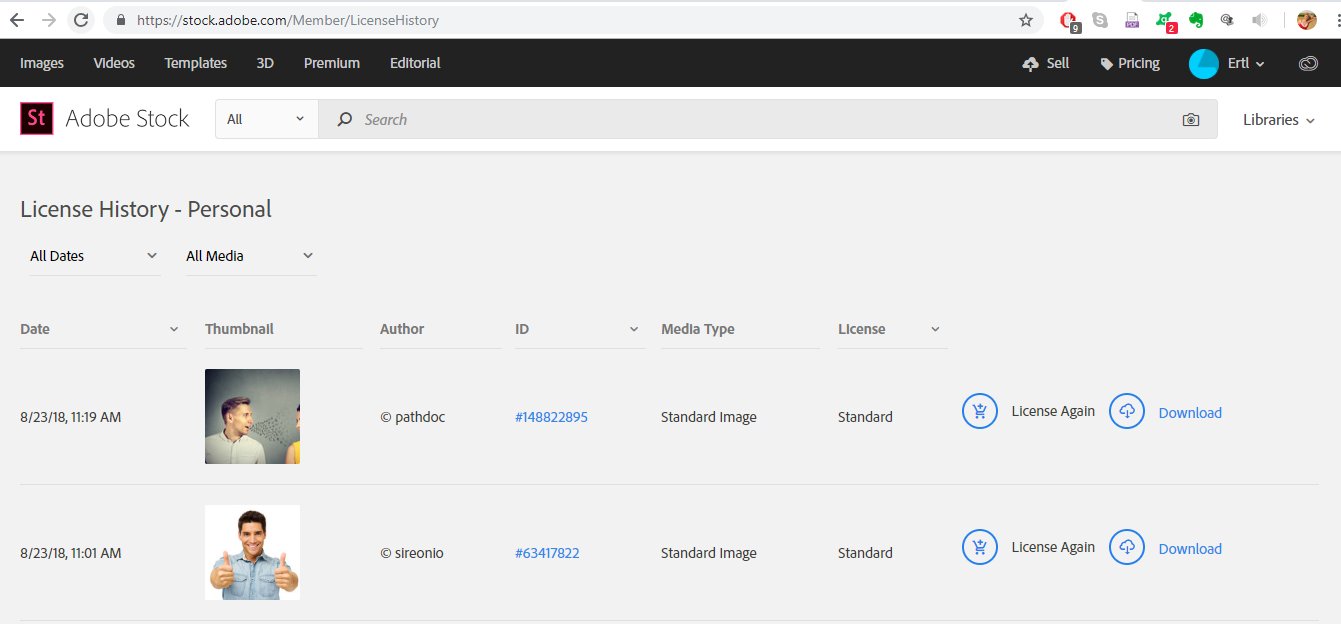 https://stock.adobe.com/Member/LicenseHistory
9
PDF
2
Images Videos Templates 3D Premium Editorial Sell Pricing Ertl
St Adobe Stock All Search Libraries
License History - Personal
All Dates All Media
Date Thumbnail Author ID Media Type License
8/23/18, 11:19 AM © pathdoc #148822895 Standard Image Standard License Again Download
8/23/18, 11:01 AM © sireonio #63417822 Standard Image Standard License Again Download